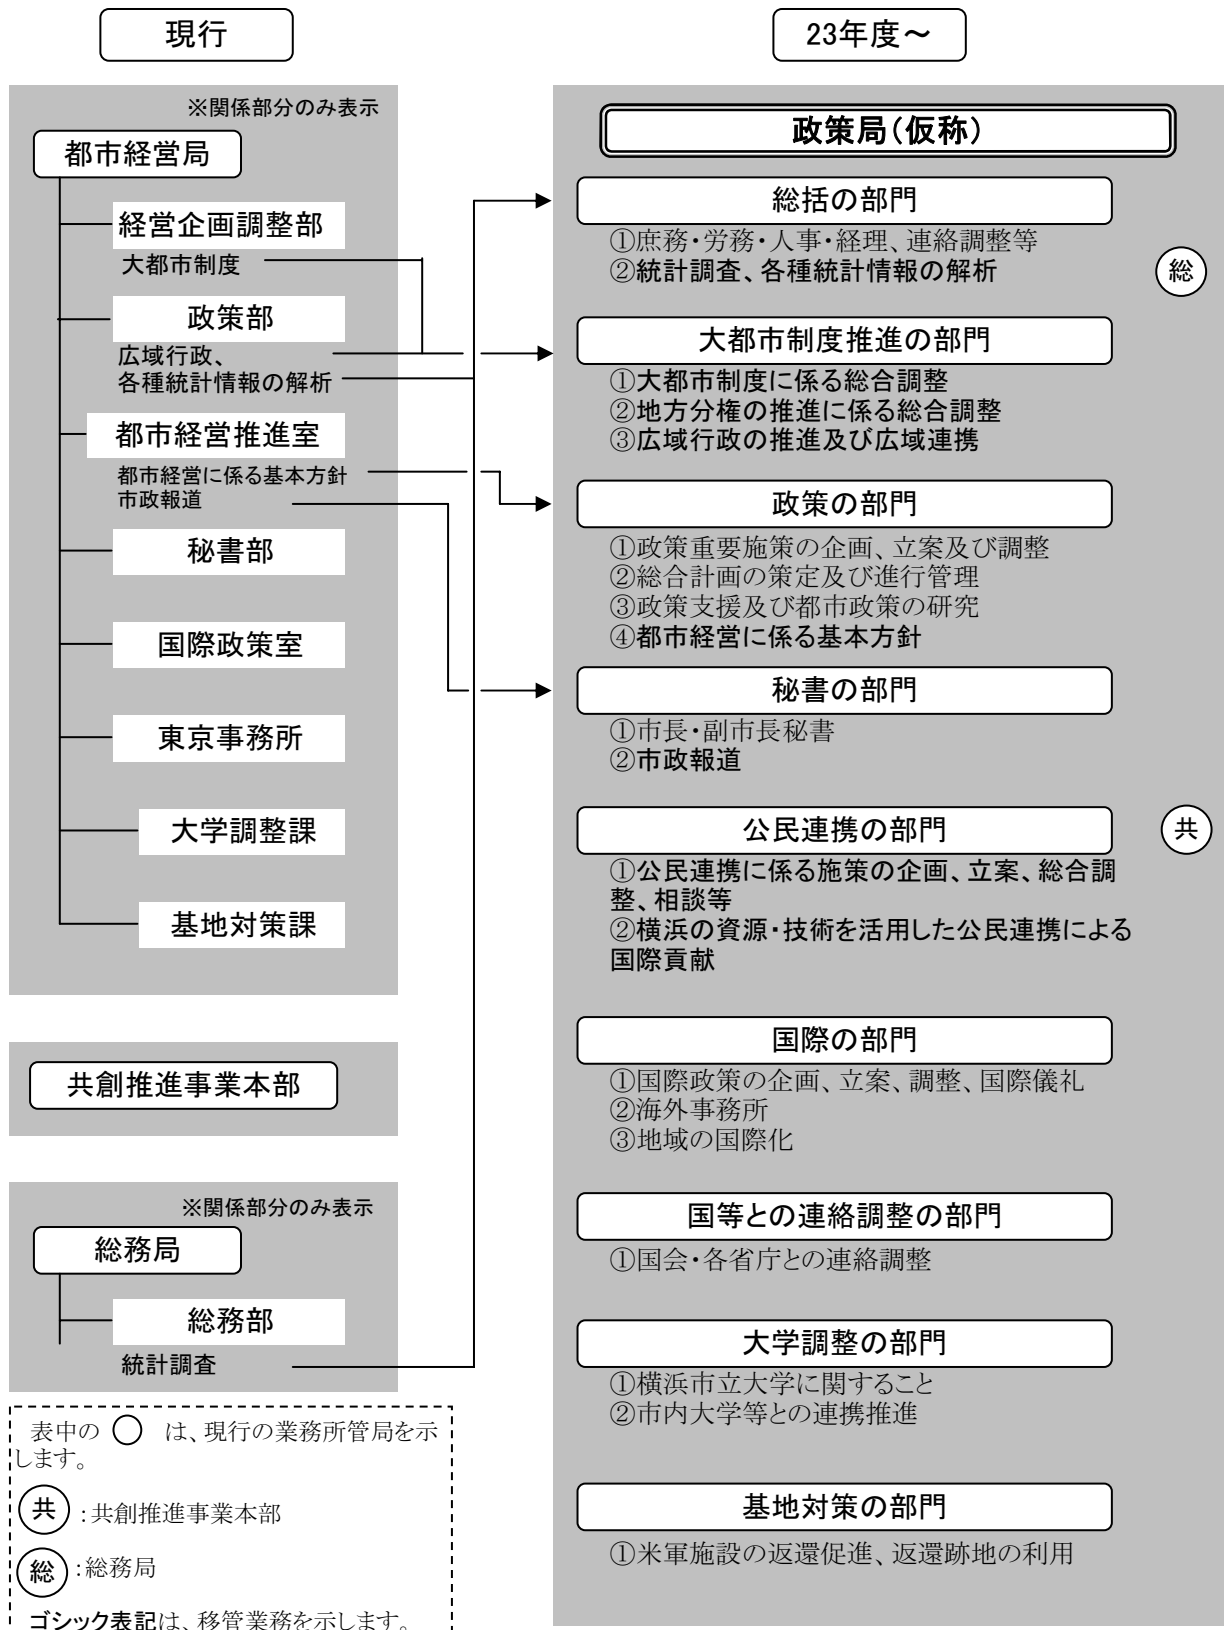 現行
※関係部分のみ表示
都市経営局
経営企画調整部
大都市制度
政策部
広域行政、
各種統計情報の解析
都市経営推進室
都市経営に係る基本方針
市政報道
秘書部
国際政策室
東京事務所
大学調整課
基地対策課
共創推進事業本部
※関係部分のみ表示
総務局
総務部
統計調査
表中の ○ は、現行の業務所管局を示
します。
共:共創推進事業本部
総:総務局
ゴシック表記は、移管業務を示します。
23年度～
政策局(仮称)
総括の部門
①庶務・労務・人事・経理、連絡調整等
②統計調査、各種統計情報の解析
総
大都市制度推進の部門
①大都市制度に係る総合調整
②地方分権の推進に係る総合調整
③広域行政の推進及び広域連携
政策の部門
①政策重要施策の企画、立案及び調整
②総合計画の策定及び進行管理
③政策支援及び都市政策の研究
④都市経営に係る基本方針
秘書の部門
①市長・副市長秘書
②市政報道
公民連携の部門
共
①公民連携に係る施策の企画、立案、総合調
整、相談等
②横浜の資源・技術を活用した公民連携による
国際貢献
国際の部門
①国際政策の企画、立案、調整、国際儀礼
②海外事務所
③地域の国際化
国等との連絡調整の部門
①国会・各省庁との連絡調整
大学調整の部門
①横浜市立大学に関すること
②市内大学等との連携推進
基地対策の部門
①米軍施設の返還促進、返還跡地の利用